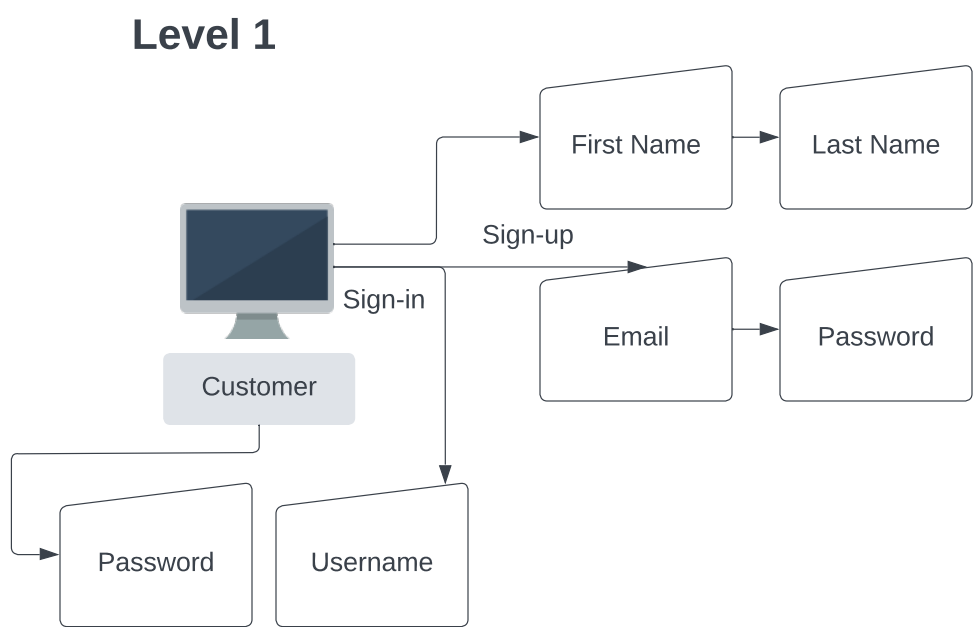 Level 1
First Name
Last Name
Sign-up
Sign-in
Email
Password
Customer
Password
Username